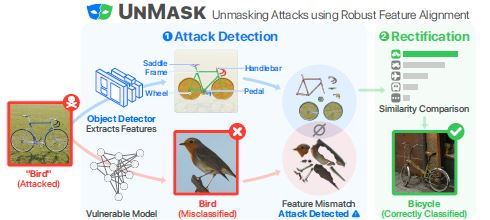 UNMASK Unmasking Attacks using Robust Feature Alignment
1 Attack Detection
2 Rectification
Saddle
Frame
Handlebar
Wheel
Pedal
Object Detector
Extracts Features
Similarity Comparison
"Bird"
(Attacked)
Vulnerable Model
Bird
(Misclassified)
Feature Mismatch
Attack Detected
Bicycle
(Correctly Classified)